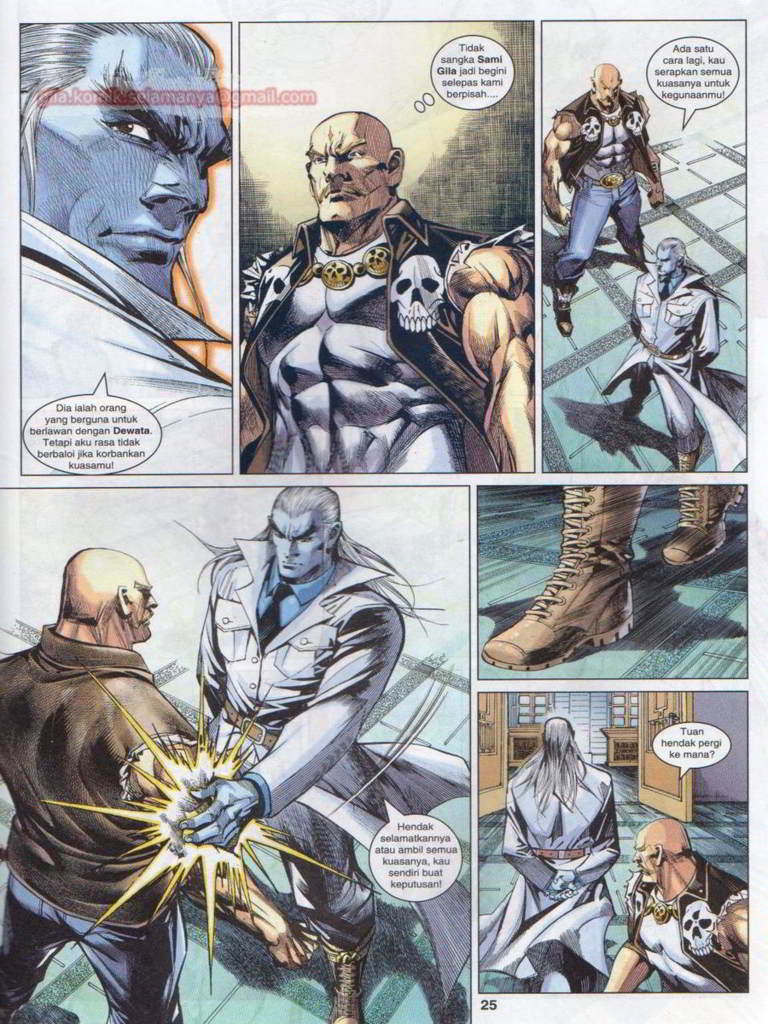 gila.komik.selamanya@gmail.com
Dia ialah orang
yang berguna untuk
berlawan dengan Dewata.
Tetapi aku rasa tidak
berbaloi jika korbankan
kuasamu!
Tidak
sangka Sami
Gila jadi begini
selepas kami
berpisah....
Ada satu
cara lagi, kau
serapkan semua
kuasanya untuk
kegunaanmu!
Hendak
selamatkannya
atau ambil semua
kuasanya, kau
sendiri buat
keputusan!
Tuan
hendak pergi
ke mana?
25